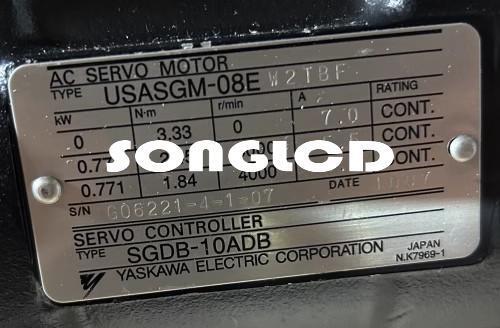 AC SERVO MOTOR
TYPE USASGM-08E W2TBF
kW N·m r/min A RATING
0 3.33 0 7.0 CONT.
SONGLCD CONT.
0.771 1.84 4000 CONT.
S/N G06221-4-1-07 DATE
SERVO CONTROLLER
TYPE SGDB-10ADB
YASKAWA ELECTRIC CORPORATION
JAPAN
N.K7969-1